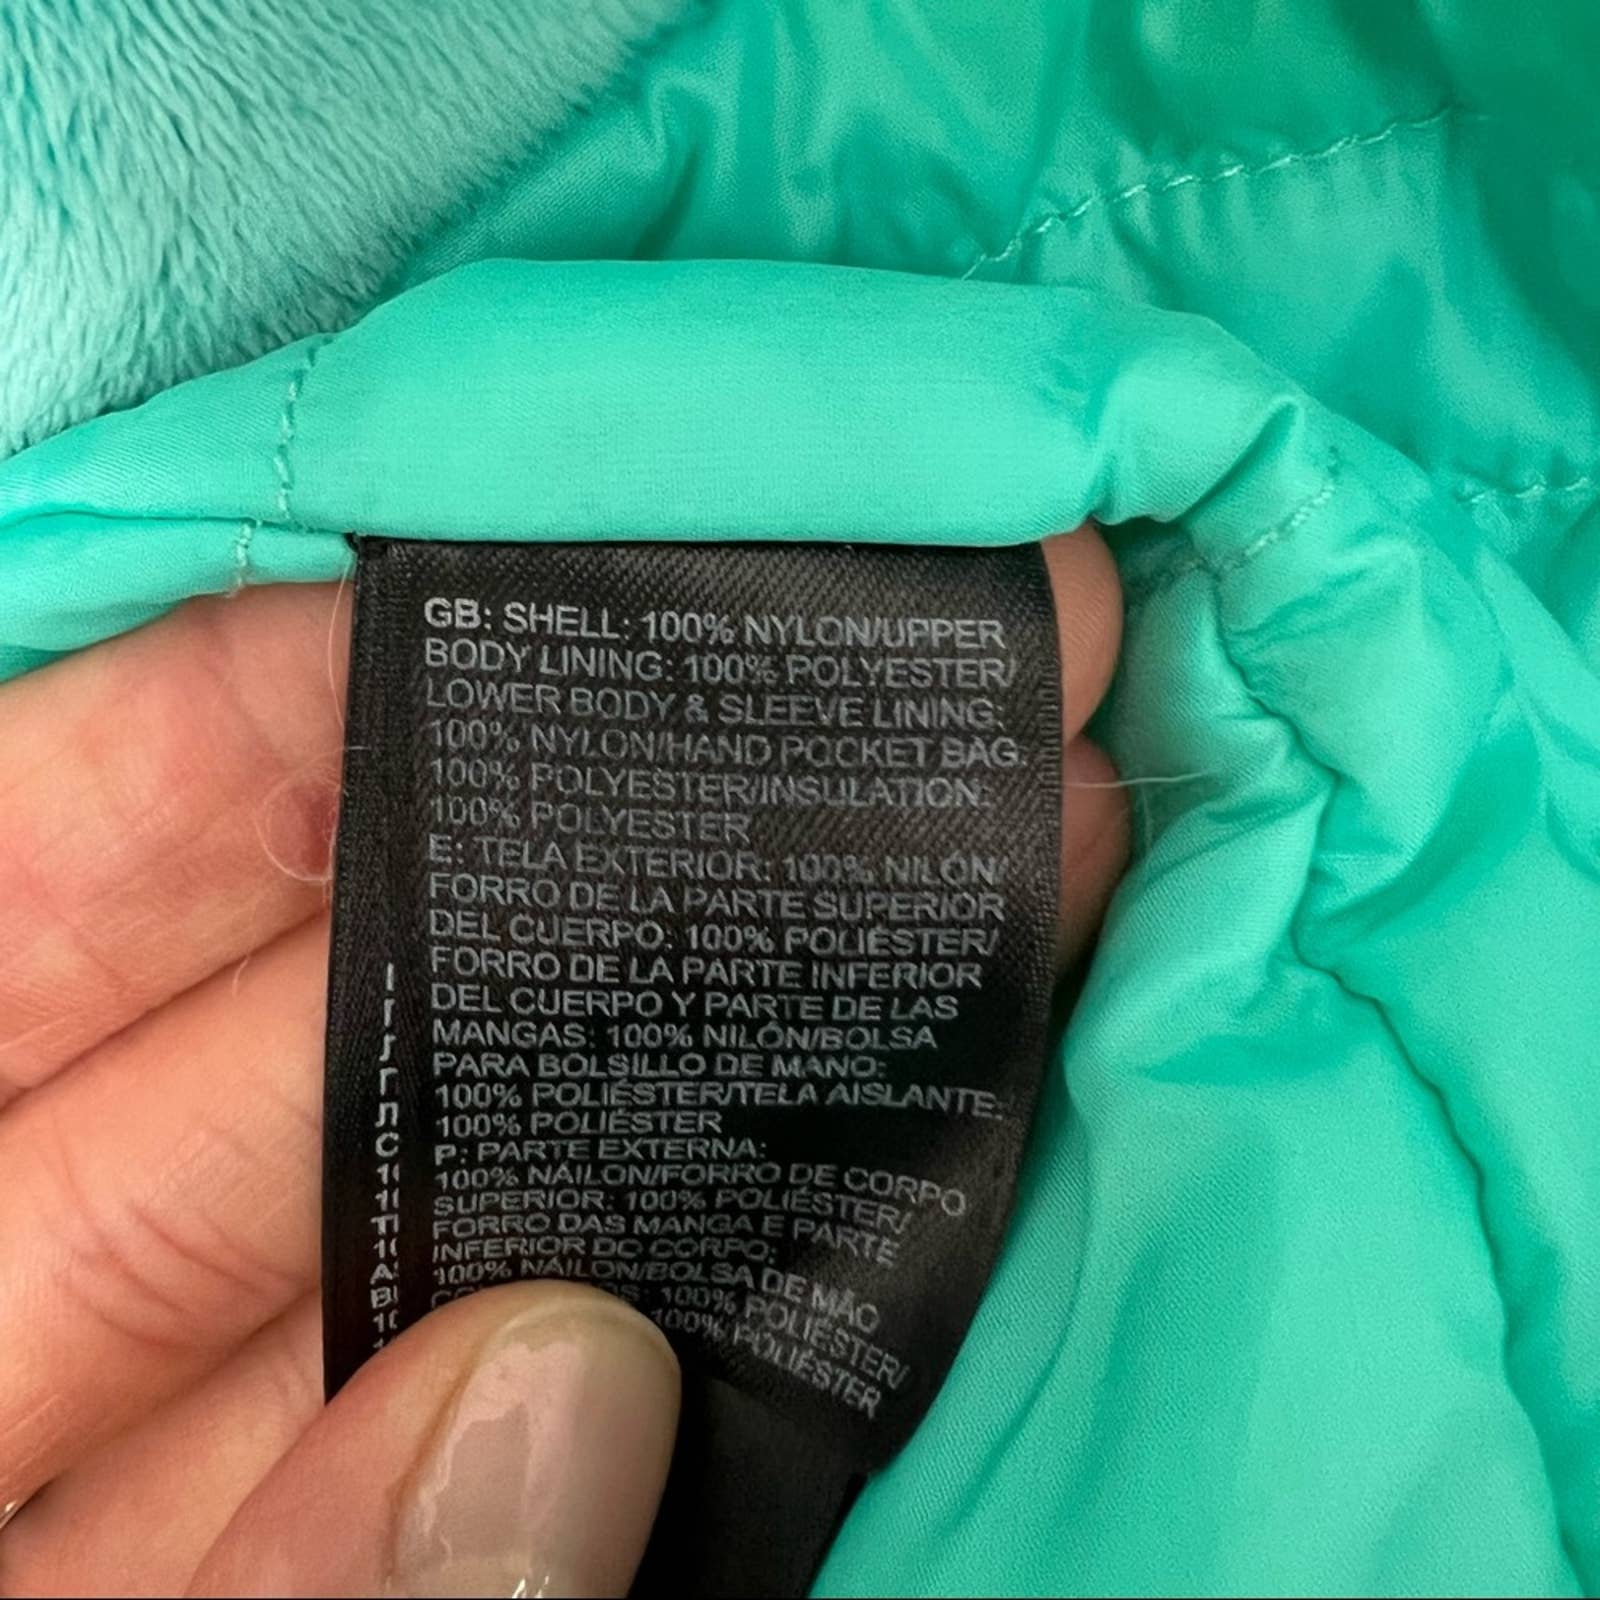 GB: SHELL: 100% NYLON/UPPER
BODY LINING: 100% POLYESTER/
LOWER BODY & SLEEVE LINING:
100% NYLON/HAND POCKET BAG:
100% POLYESTER/INSULATION:
100% POLYESTER
E: TELA EXTERIOR: 100% NILÓN/
FORRO DE LA PARTE SUPERIOR
DEL CUERPO: 100% POLIÉSTER/
FORRO DE LA PARTE INFERIOR
DEL CUERPO Y PARTE DE LAS
MANGAS: 100% NILÓN/BOLSA
PARA BOLSILLO DE MANO:
100% POLIÉSTER/TELA AISLANTE:
100% POLIÉSTER
P: PARTE EXTERNA:
100% NÁILON/FORRO DE CORPO
SUPERIOR: 100% POLIÉSTER/
FORRO DAS MANGA E PARTE
INFERIOR DO CORPO:
100% NÁILON/BOLSA DE MÃO
100% POLIÉSTER/
100% POLIÉSTER